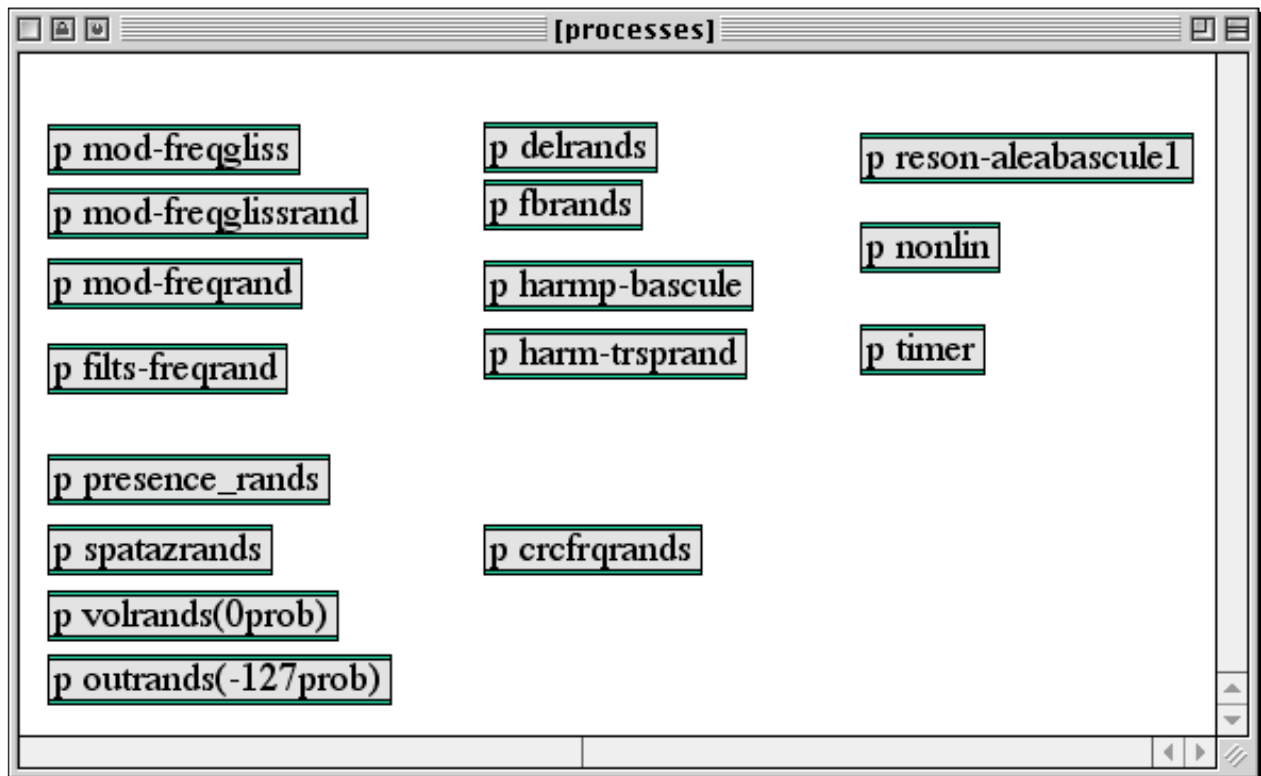 [processes]
p mod-freqgliss
p mod-freqglissrand
p mod-freqrand
p filts-freqrand
p presence_rands
p spatazrands
p volrands(0prob)
p outrands(-127prob)
p delrands
p fbrands
p harmp-bascule
p harm-trsprand
p crcfrqrands
p reson-aleabascule1
p nonlin
p timer